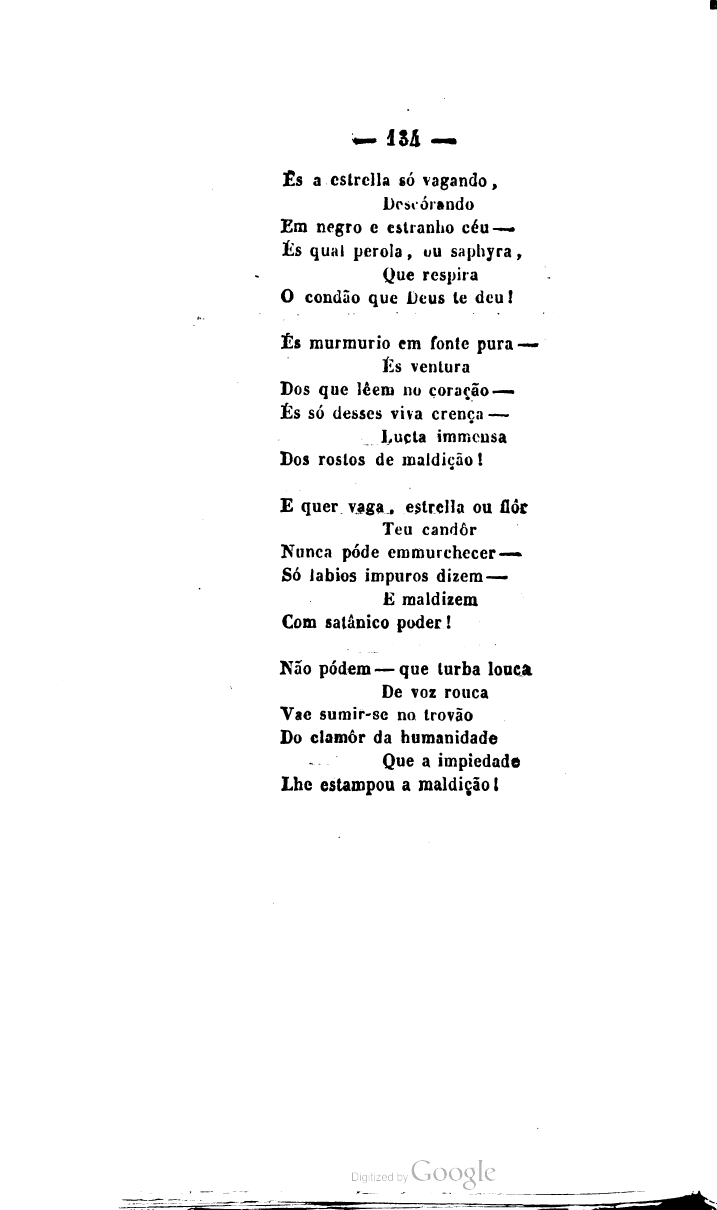 — 134 —
És a estrella só vagando,
Descórando
Em negro e estranho céu—
És qual perola, ou saphyra,
Que respira
O condão que Deus te deu!
És murmurio em fonte pura—
És ventura
Dos que lêem no coração—
És só desses viva crença—
Lucta immensa
Dos rostos de maldição!
E quer vaga, estrella ou flôr
Teu candôr
Nunca póde emmurchecer—
Só labios impuros dizem—
E maldizem
Com satânico poder!
Não pódem—que turba louca
De voz rouca
Vae sumir-se no trovão
Do clamôr da humanidade
Que a impiedade
Lhe estampou a maldição!
Digitized by Google